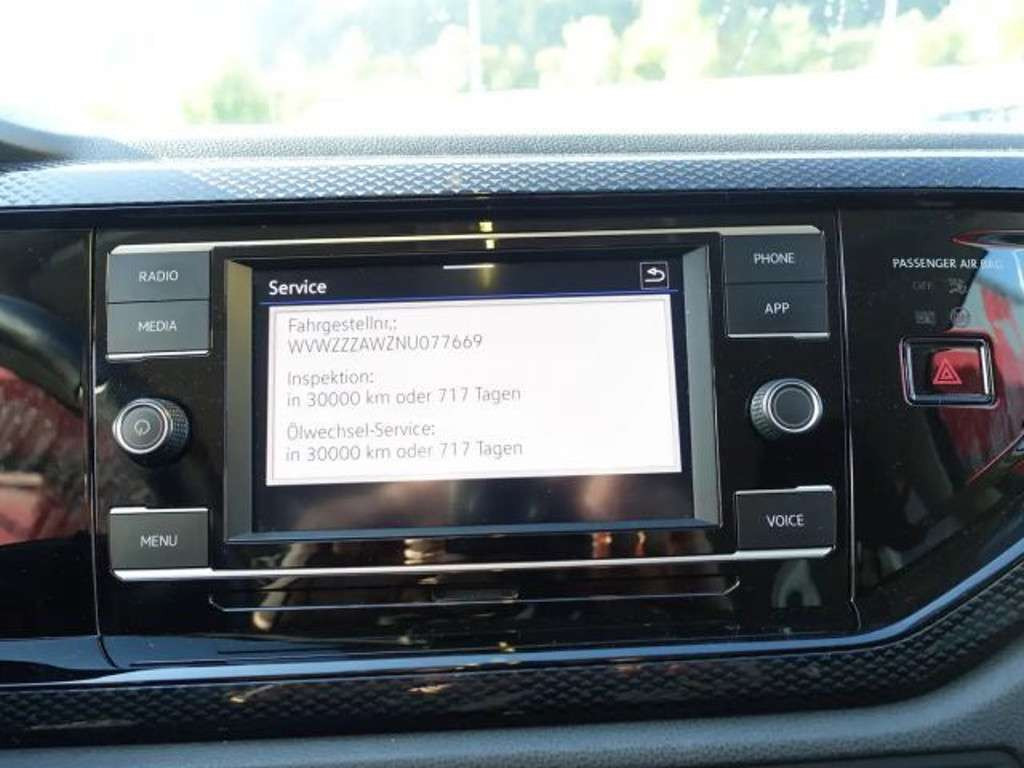 RADIO
MEDIA
MENU
Service
Fahrgestellnr.:
WVWZZZAWZNU077669
Inspektion:
in 30000 km oder 717 Tagen
Ölwechsel-Service:
in 30000 km oder 717 Tagen
PHONE
APP
VOICE
PASSENGER AIR BAG
OFF